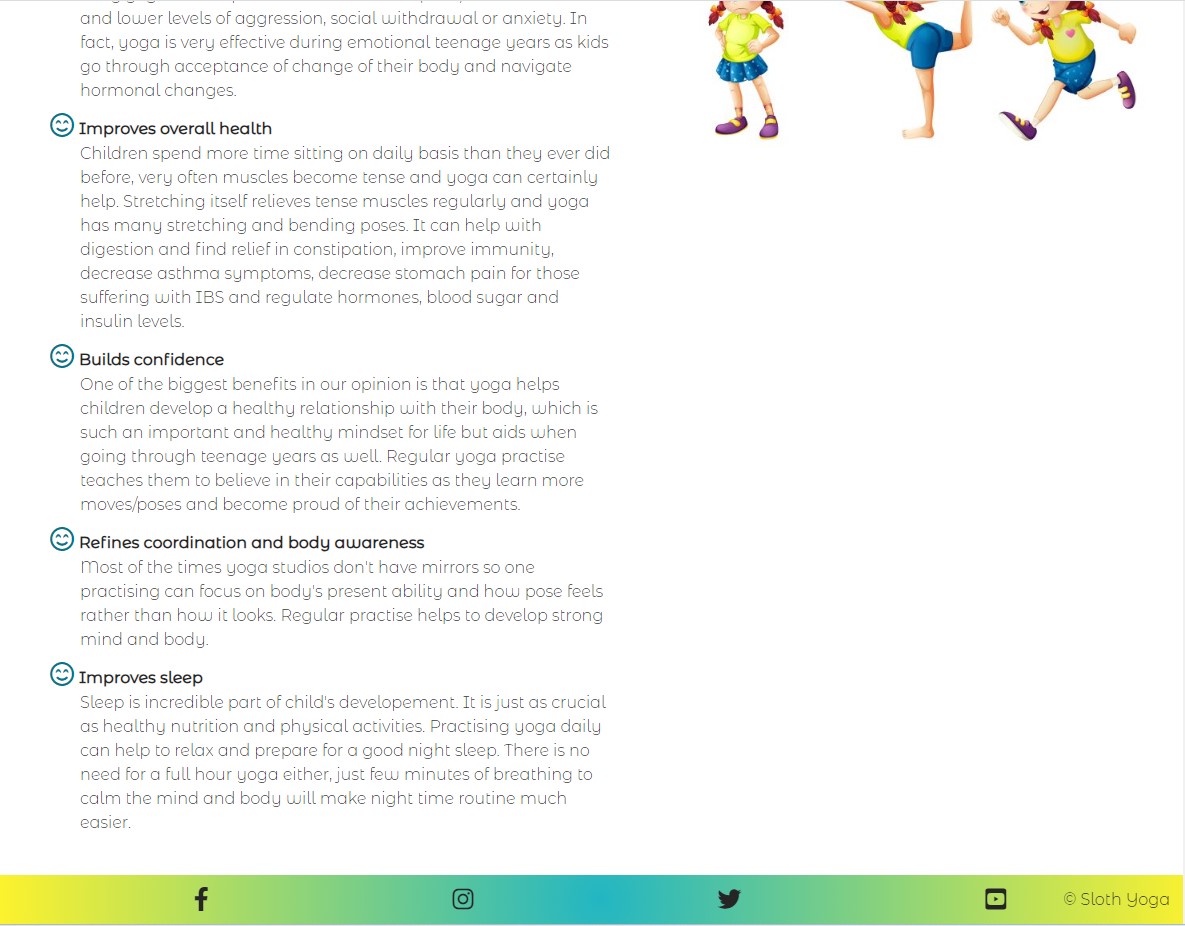 and lower levels of aggression, social withdrawal or anxiety. In
fact, yoga is very effective during emotional teenage years as kids
go through acceptance of change of their body and navigate
hormonal changes.
Improves overall health
Children spend more time sitting on daily basis than they ever did
before, very often muscles become tense and yoga can certainly
help. Stretching itself relieves tense muscles regularly and yoga
has many stretching and bending poses. It can help with
digestion and find relief in constipation, improve immunity,
decrease asthma symptoms, decrease stomach pain for those
suffering with IBS and regulate hormones, blood sugar and
insulin levels.
Builds confidence
One of the biggest benefits in our opinion is that yoga helps
children develop a healthy relationship with their body, which is
such an important and healthy mindset for life but aids when
going through teenage years as well. Regular yoga practise
teaches them to believe in their capabilities as they learn more
moves/poses and become proud of their achievements.
Refines coordination and body awareness
Most of the times yoga studios don't have mirrors so one
practising can focus on body's present ability and how pose feels
rather than how it looks. Regular practise helps to develop strong
mind and body.
Improves sleep
Sleep is incredible part of child's developement. It is just as crucial
as healthy nutrition and physical activities. Practising yoga daily
can help to relax and prepare for a good night sleep. There is no
need for a full hour yoga either, just few minutes of breathing to
calm the mind and body will make night time routine much
easier.
© Sloth Yoga